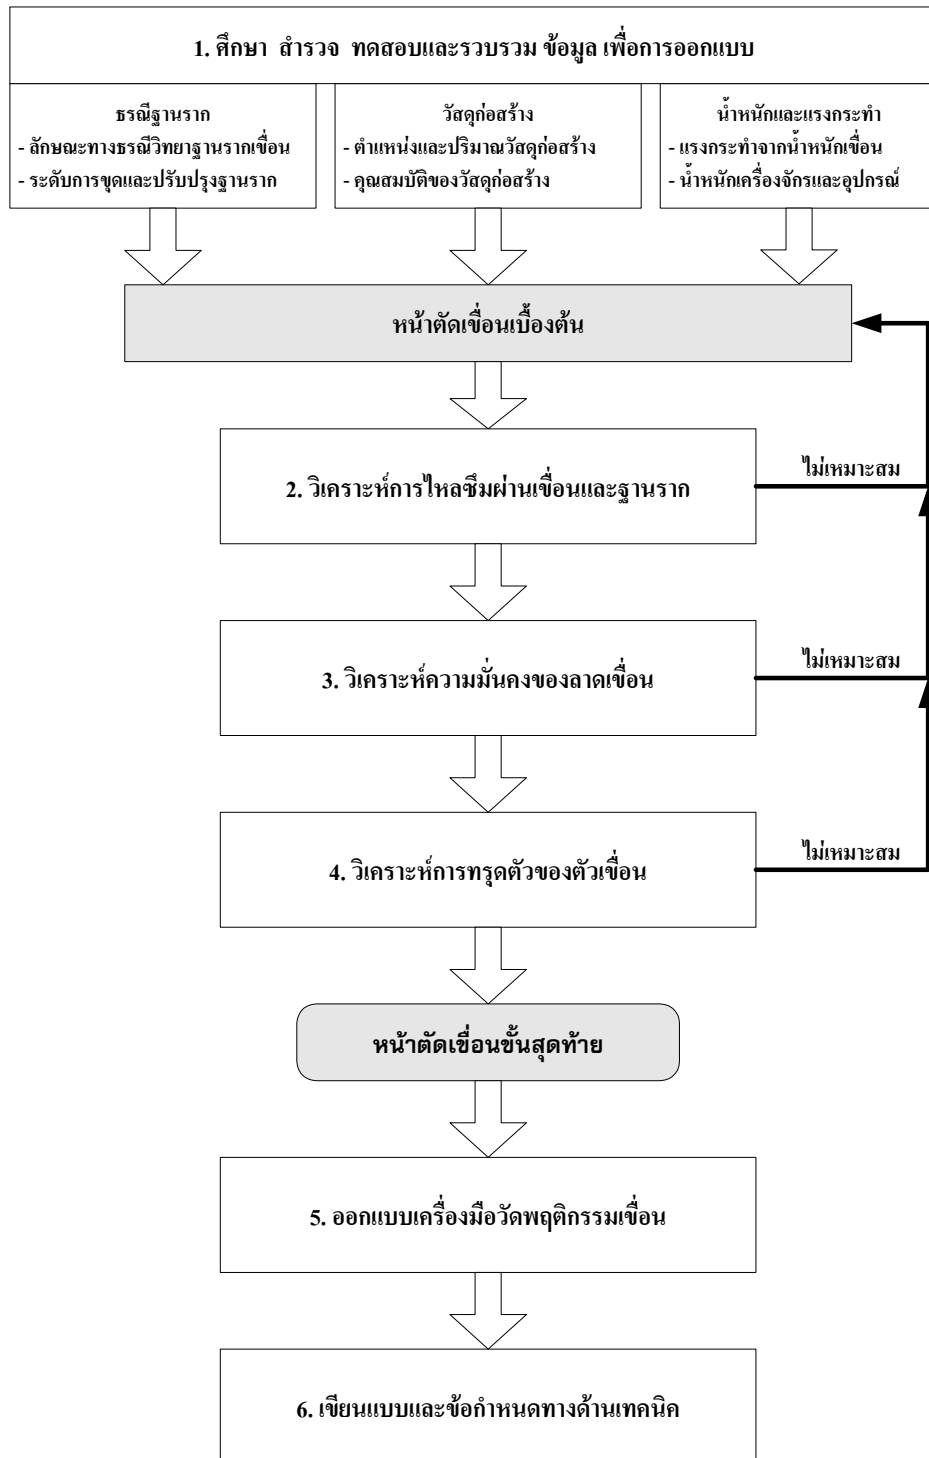 1. ศึกษา สำรวจ ทดสอบและรวบรวม ข้อมูล เพื่อการออกแบบ
ธรณีฐานราก
- ลักษณะทางธรณีวิทยาฐานรากเขื่อน
- ระดับการขุดและปรับปรุงฐานราก
วัสดุก่อสร้าง
- ตำแหน่งและปริมาณวัสดุก่อสร้าง
- คุณสมบัติของวัสดุก่อสร้าง
น้ำหนักและแรงกระทำ
- แรงกระทำจากน้ำหนักเขื่อน
- น้ำหนักเครื่องจักรและอุปกรณ์
หน้าตัดเขื่อนเบื้องต้น
2. วิเคราะห์การไหลซึมผ่านเขื่อนและฐานราก
ไม่เหมาะสม
3. วิเคราะห์ความมั่นคงของลาดเขื่อน
ไม่เหมาะสม
4. วิเคราะห์การทรุดตัวของตัวเขื่อน
ไม่เหมาะสม
หน้าตัดเขื่อนขั้นสุดท้าย
5. ออกแบบเครื่องมือวัดพฤติกรรมเขื่อน
6. เขียนแบบและข้อกำหนดทางด้านเทคนิค